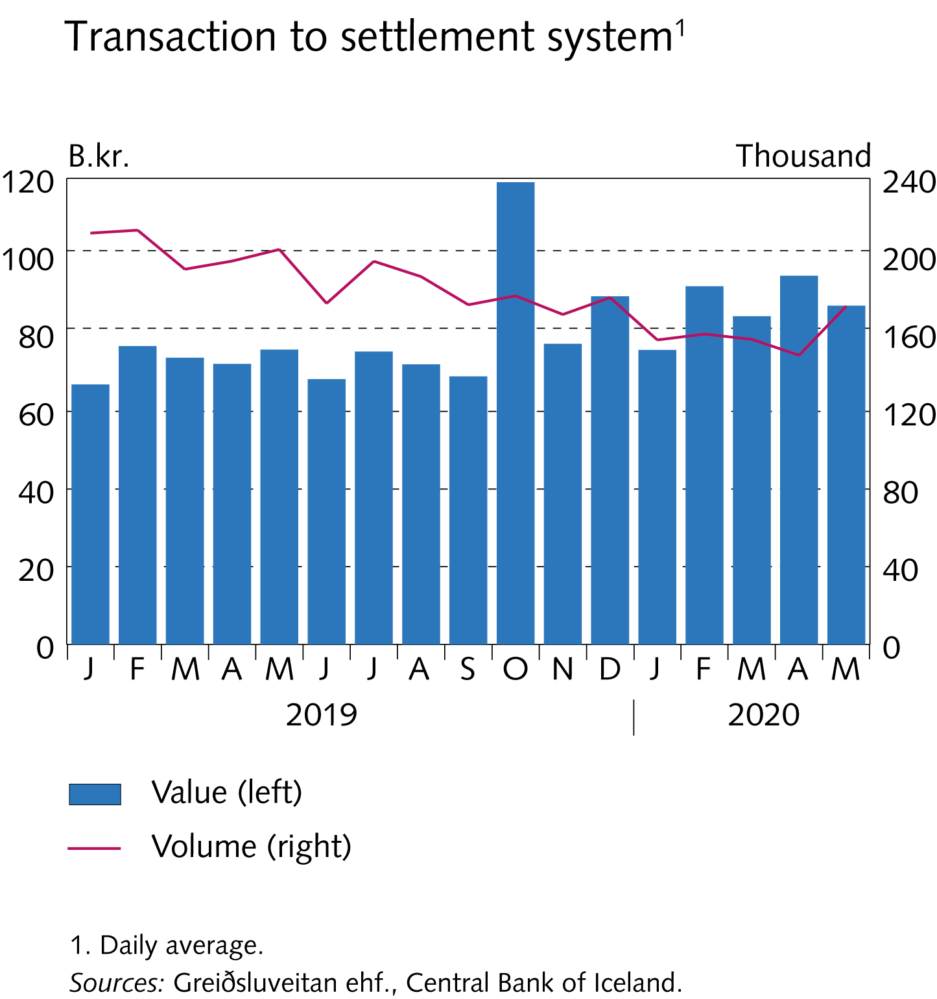 Transaction to settlement system¹
B.kr.
Thousand
120
240
100
200
80
160
60
120
40
80
20
40
0
0
J F M A M J J A S O N D J F M A M
2019
2020
Value (left)
Volume (right)
1. Daily average.
Sources: Greiðsluveitan ehf., Central Bank of Iceland.